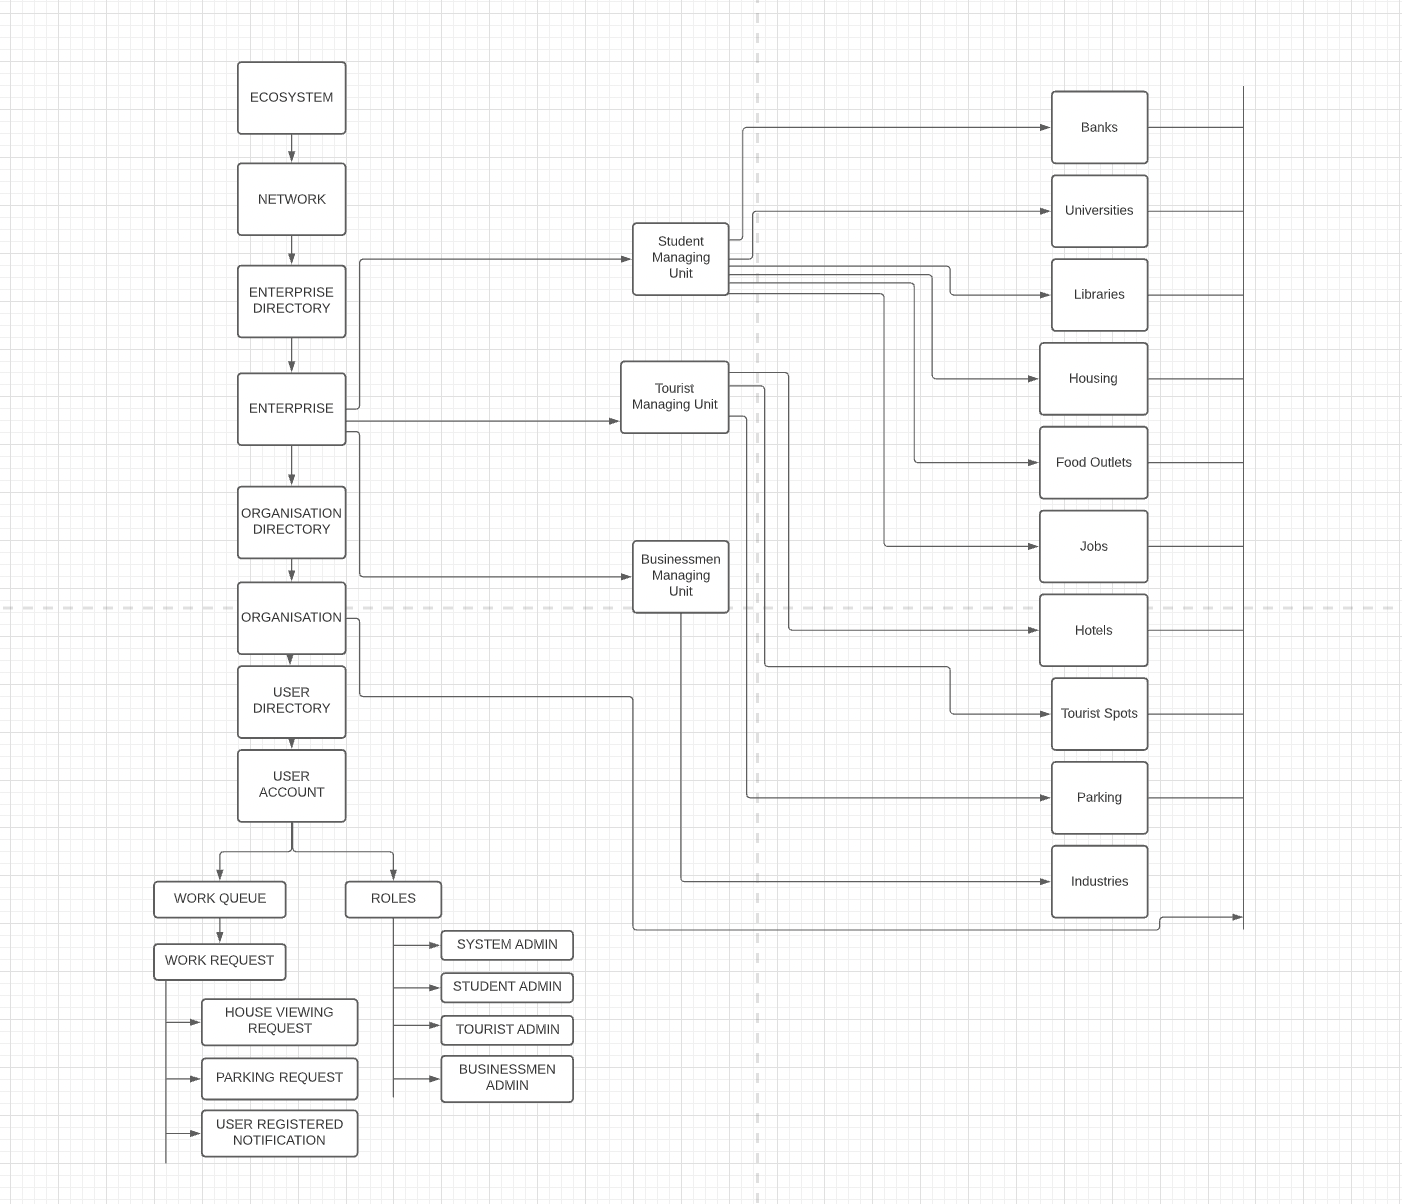 ECOSYSTEM
NETWORK
ENTERPRISE
DIRECTORY
ENTERPRISE
ORGANISATION
DIRECTORY
ORGANISATION
USER
DIRECTORY
USER
ACCOUNT
WORK QUEUE
WORK REQUEST
HOUSE VIEWING
REQUEST
PARKING REQUEST
USER REGISTERED
NOTIFICATION
ROLES
SYSTEM ADMIN
STUDENT ADMIN
TOURIST ADMIN
BUSINESSMEN
ADMIN
Student
Managing
Unit
Tourist
Managing Unit
Businessmen
Managing
Unit
Banks
Universities
Libraries
Housing
Food Outlets
Jobs
Hotels
Tourist Spots
Parking
Industries